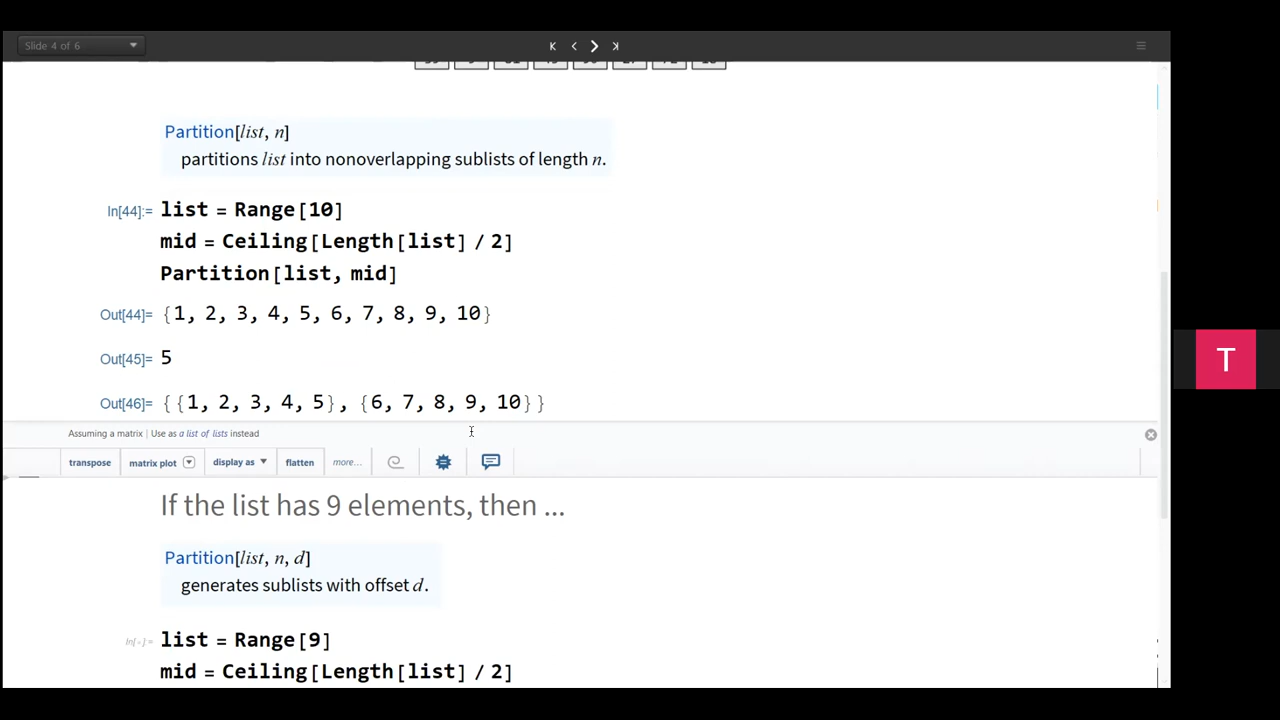 Slide 4 of 6
Partition[list, n]
partitions list into nonoverlapping sublists of length n.
In[44]:= list = Range[10]
mid = Ceiling[Length[list] / 2]
Partition[list, mid]
Out[44]= {1, 2, 3, 4, 5, 6, 7, 8, 9, 10}
Out[45]= 5
Out[46]= {{1, 2, 3, 4, 5}, {6, 7, 8, 9, 10}}
T
Assuming a matrix | Use as a list of lists instead
transpose matrix plot display as flatten more...
If the list has 9 elements, then ...
Partition[list, n, d]
generates sublists with offset d.
In[-]:= list = Range[9]
mid = Ceiling[Length[list] / 2]